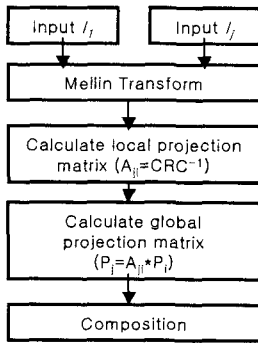 Input I₁
Input Iⱼ
Mellin Transform
Calculate local projection
matrix (Aⱼᵢ=CRC⁻¹)
Calculate global
projection matrix
(Pⱼ=Aⱼᵢ*Pᵢ)
Composition